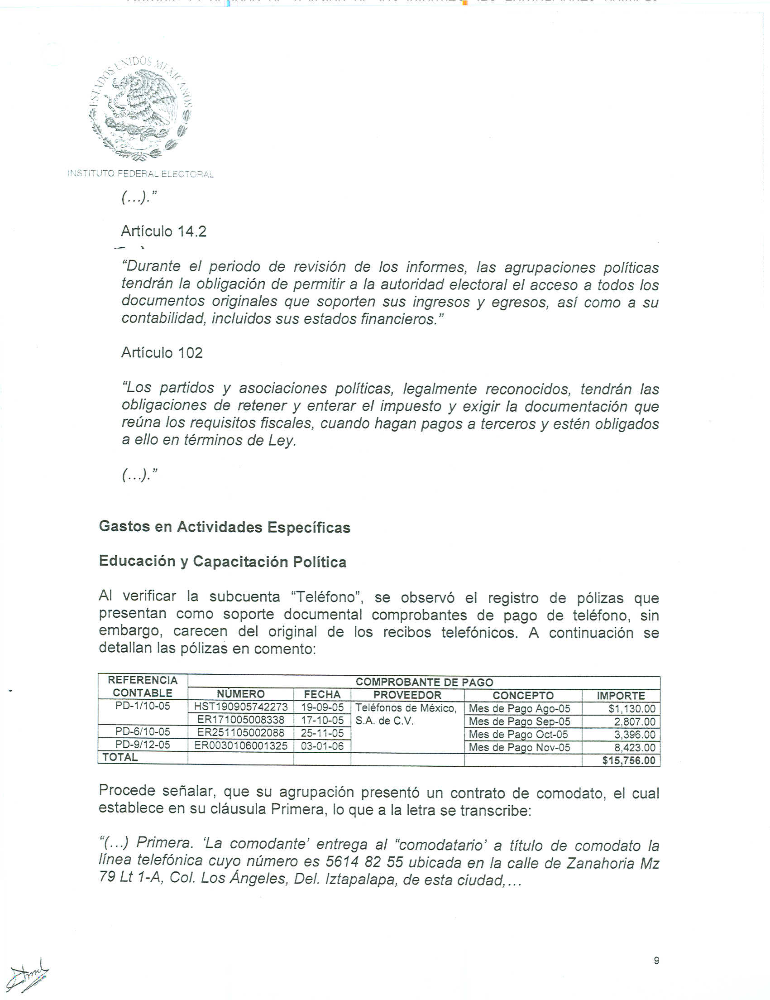 ESTADOS UNIDOS MEXICANOS
INSTITUTO FEDERAL ELECTORAL
(...)."
Artículo 14.2
“Durante el periodo de revisión de los informes, las agrupaciones políticas
tendrán la obligación de permitir a la autoridad electoral el acceso a todos los
documentos originales que soporten sus ingresos y egresos, así como a su
contabilidad, incluidos sus estados financieros.”
Artículo 102
“Los partidos y asociaciones políticas, legalmente reconocidos, tendrán las
obligaciones de retener y enterar el impuesto y exigir la documentación que
reúna los requisitos fiscales, cuando hagan pagos a terceros y estén obligados
a ello en términos de Ley.
(...).”
Gastos en Actividades Específicas
Educación y Capacitación Política
Al verificar la subcuenta “Teléfono”, se observó el registro de pólizas que
presentan como soporte documental comprobantes de pago de teléfono, sin
embargo, carecen del original de los recibos telefónicos. A continuación se
detallan las pólizas en comento:
REFERENCIA CONTABLE COMPROBANTE DE PAGO
NÚMERO FECHA PROVEEDOR CONCEPTO IMPORTE
PD-1/10-05 HST190905742273 19-09-05 Teléfonos de México, Mes de Pago Ago-05 $1,130.00
ER171005008338 17-10-05 S.A. de C.V. Mes de Pago Sep-05 2,807.00
PD-6/10-05 ER251105002088 25-11-05 Mes de Pago Oct-05 3,396.00
PD-9/12-05 ER0030106001325 03-01-06 Mes de Pago Nov-05 8,423.00
TOTAL $15,756.00
Procede señalar, que su agrupación presentó un contrato de comodato, el cual
establece en su cláusula Primera, lo que a la letra se transcribe:
“(...) Primera. ‘La comodante’ entrega al “comodatario’ a título de comodato la
línea telefónica cuyo número es 5614 82 55 ubicada en la calle de Zanahoria Mz
79 Lt 1-A, Col. Los Ángeles, Del. Iztapalapa, de esta ciudad,...
9